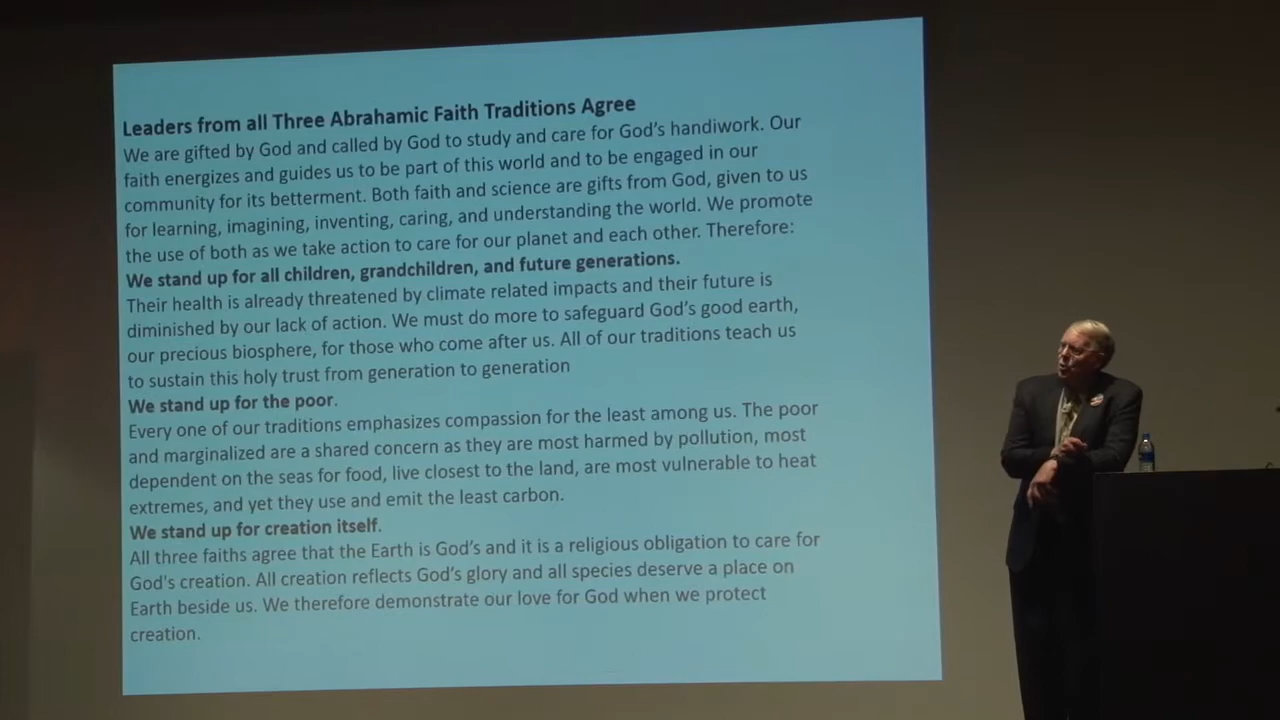 Leaders from all Three Abrahamic Faith Traditions Agree
We are gifted by God and called by God to study and care for God's handiwork. Our
faith energizes and guides us to be part of this world and to be engaged in our
community for its betterment. Both faith and science are gifts from God, given to us
for learning, imagining, inventing, caring, and understanding the world. We promote
the use of both as we take action to care for our planet and each other. Therefore:
We stand up for all children, grandchildren, and future generations.
Their health is already threatened by climate related impacts and their future is
diminished by our lack of action. We must do more to safeguard God's good earth,
our precious biosphere, for those who come after us. All of our traditions teach us
to sustain this holy trust from generation to generation
We stand up for the poor.
Every one of our traditions emphasizes compassion for the least among us. The poor
and marginalized are a shared concern as they are most harmed by pollution, most
dependent on the seas for food, live closest to the land, are most vulnerable to heat
extremes, and yet they use and emit the least carbon.
We stand up for creation itself.
All three faiths agree that the Earth is God's and it is a religious obligation to care for
God's creation. All creation reflects God's glory and all species deserve a place on
Earth beside us. We therefore demonstrate our love for God when we protect
creation.